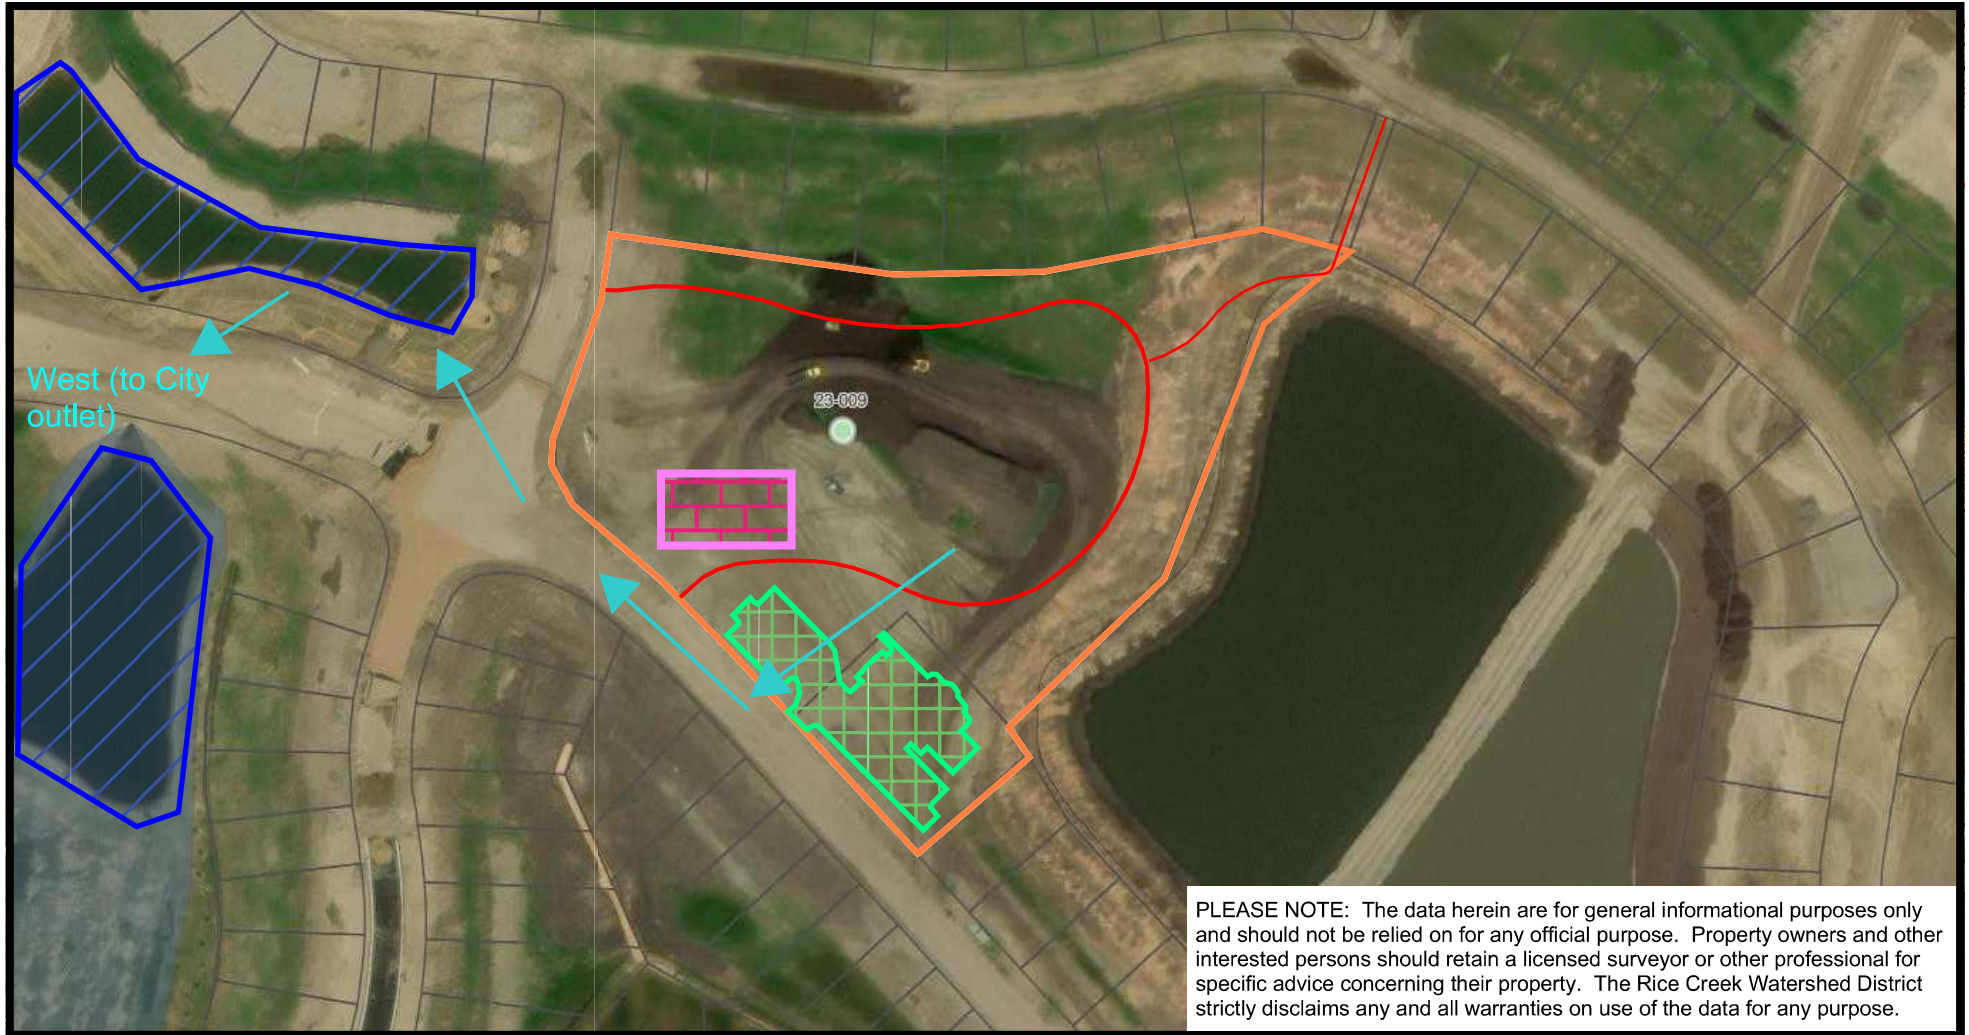 23-009
West (to City
outlet)
PLEASE NOTE:  The data herein are for general informational purposes only
and should not be relied on for any official purpose.  Property owners and other
interested persons should retain a licensed surveyor or other professional for
specific advice concerning their property.  The Rice Creek Watershed District
strictly disclaims any and all warranties on use of the data for any purpose.